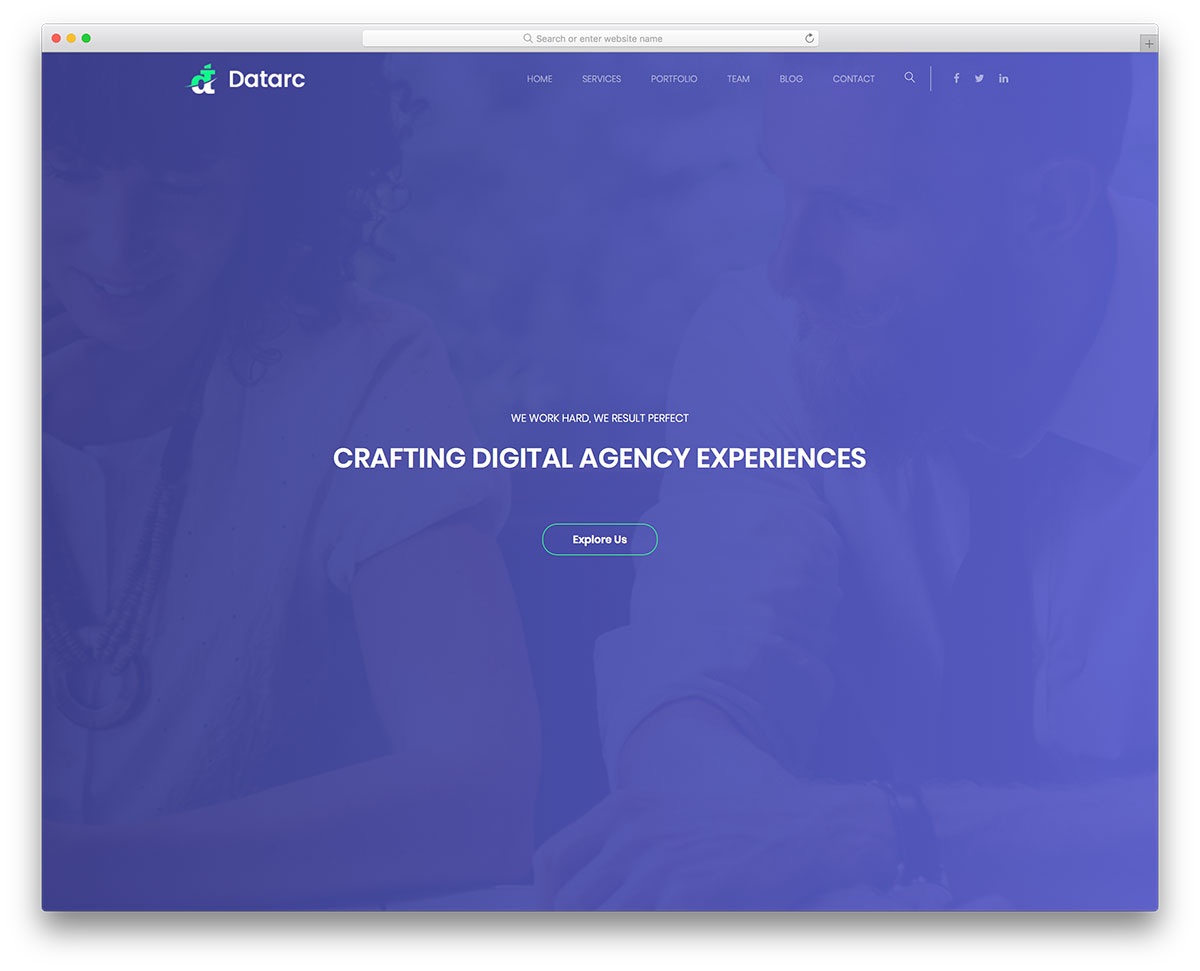 Search or enter website name
Datarc
HOME SERVICES PORTFOLIO TEAM BLOG CONTACT
WE WORK HARD, WE RESULT PERFECT
CRAFTING DIGITAL AGENCY EXPERIENCES
Explore Us